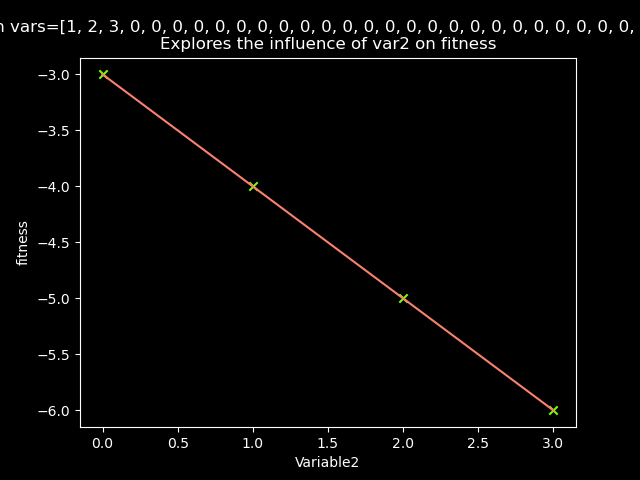 n vars=[1, 2, 3, 0, 0, 0, 0, 0, 0, 0, 0, 0, 0, 0, 0, 0, 0, 0, 0, 0, 0, 0, 0, 0,
Explores the influence of var2 on fitness
−3.0
−3.5
−4.0
−4.5
−5.0
−5.5
−6.0
fitness
0.0 0.5 1.0 1.5 2.0 2.5 3.0
Variable2